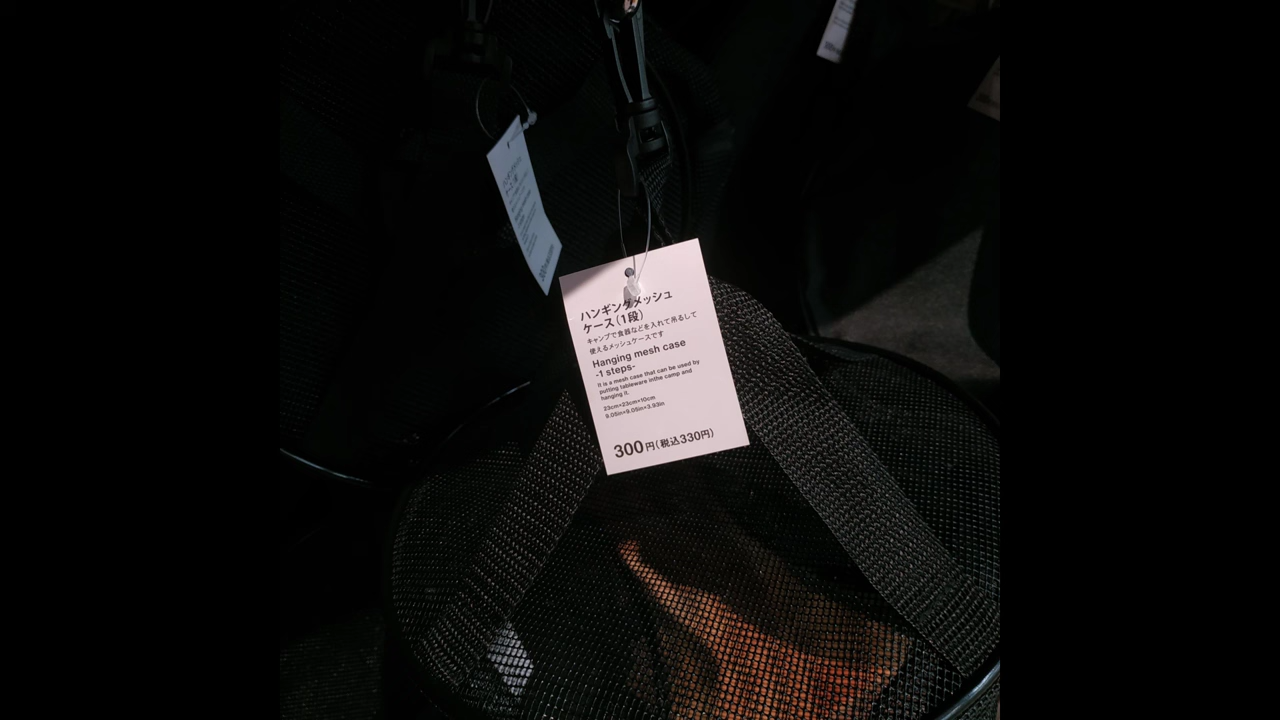 ハンギングメッシュ
ケース(1段)
キャンプで食器などを入れて吊るして
使えるメッシュケースです
Hanging mesh case
-1 steps-
It is a mesh case that can be used by
putting tableware inthe camp and
hanging it.
23cm×23cm×10cm
9.05in×9.05in×3.93in
300円(税込330円)